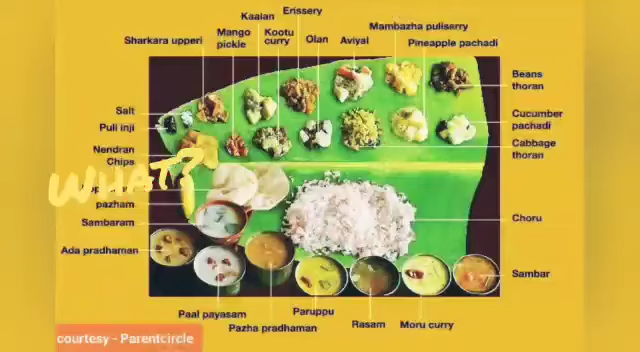 Erissery
Kaalan
Mambazha pulisarry
Sharkara upperi
Mango
pickle
Kootu
curry
Olan
Aviyal
Pineapple pachadi
Beans
thoran
Salt
Puli inji
Cucumber
pachadi
Nendran
Chips
Cabbage
thoran
WHAT?
pazham
Sambaram
Choru
Ada pradhaman
Sambar
Paal payasam
Pazha pradhaman
Paruppu
Rasam
Moru curry
courtesy - Parentcircle